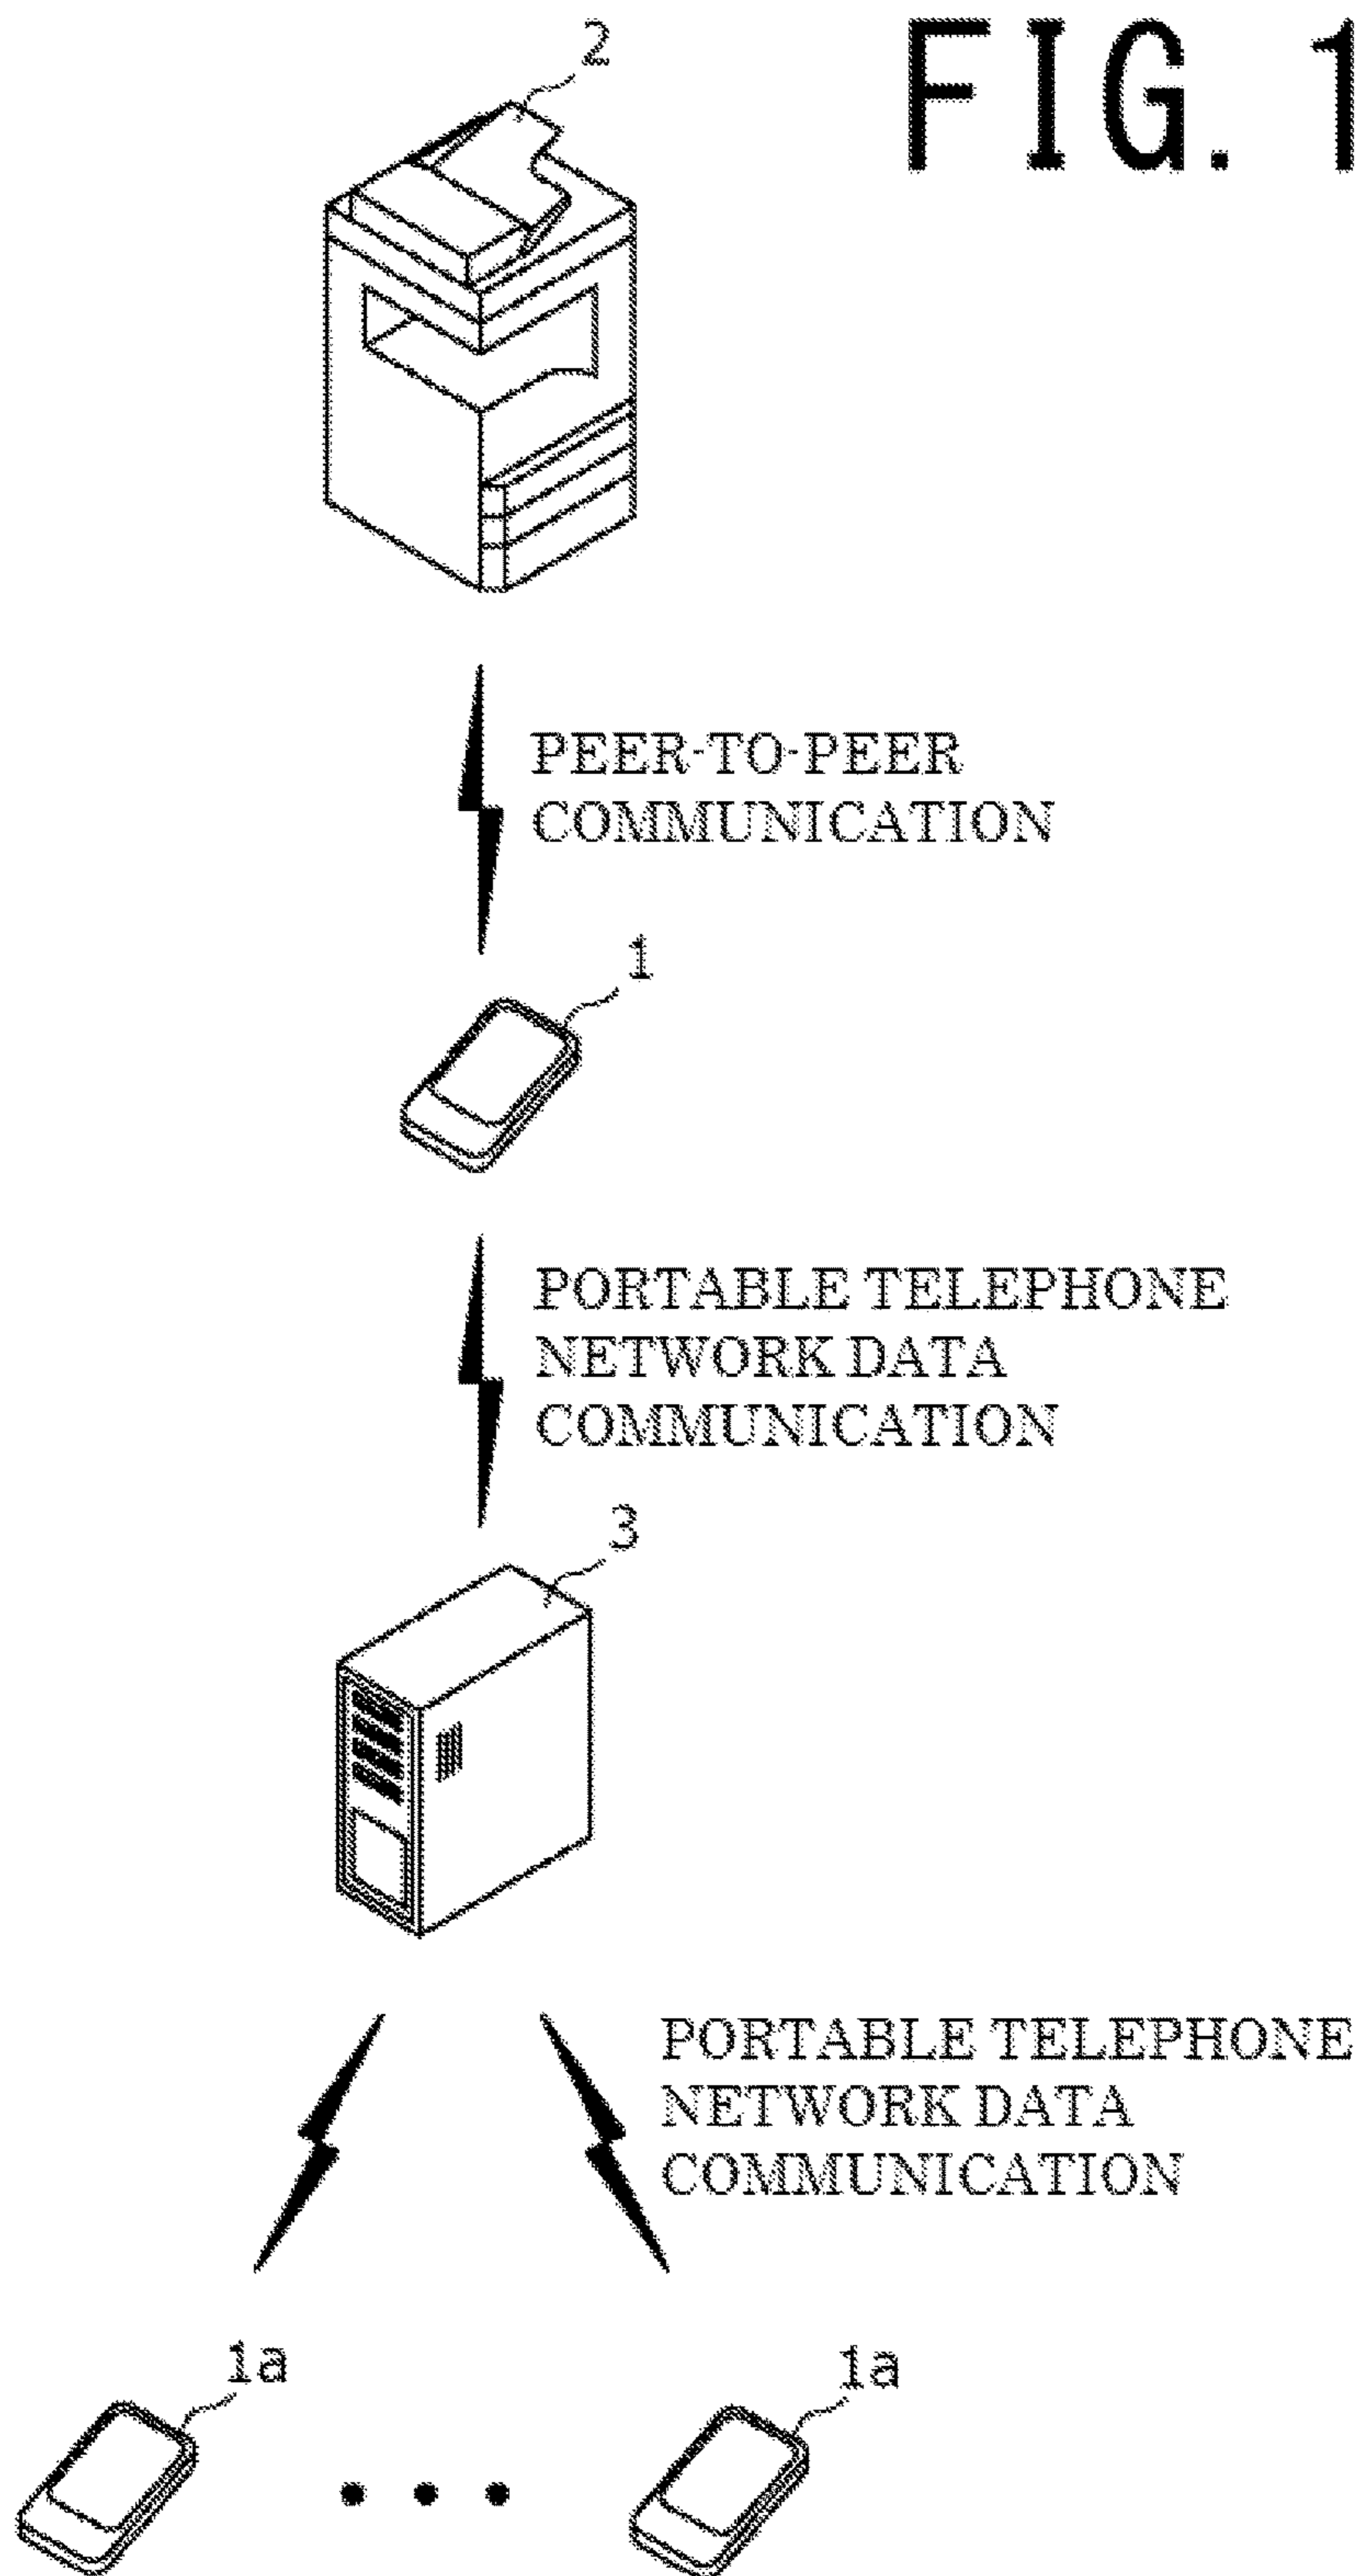 FIG. 1
2
PEER-TO-PEER
COMMUNICATION
1
PORTABLE TELEPHONE
NETWORK DATA
COMMUNICATION
3
PORTABLE TELEPHONE
NETWORK DATA
COMMUNICATION
1a
1a